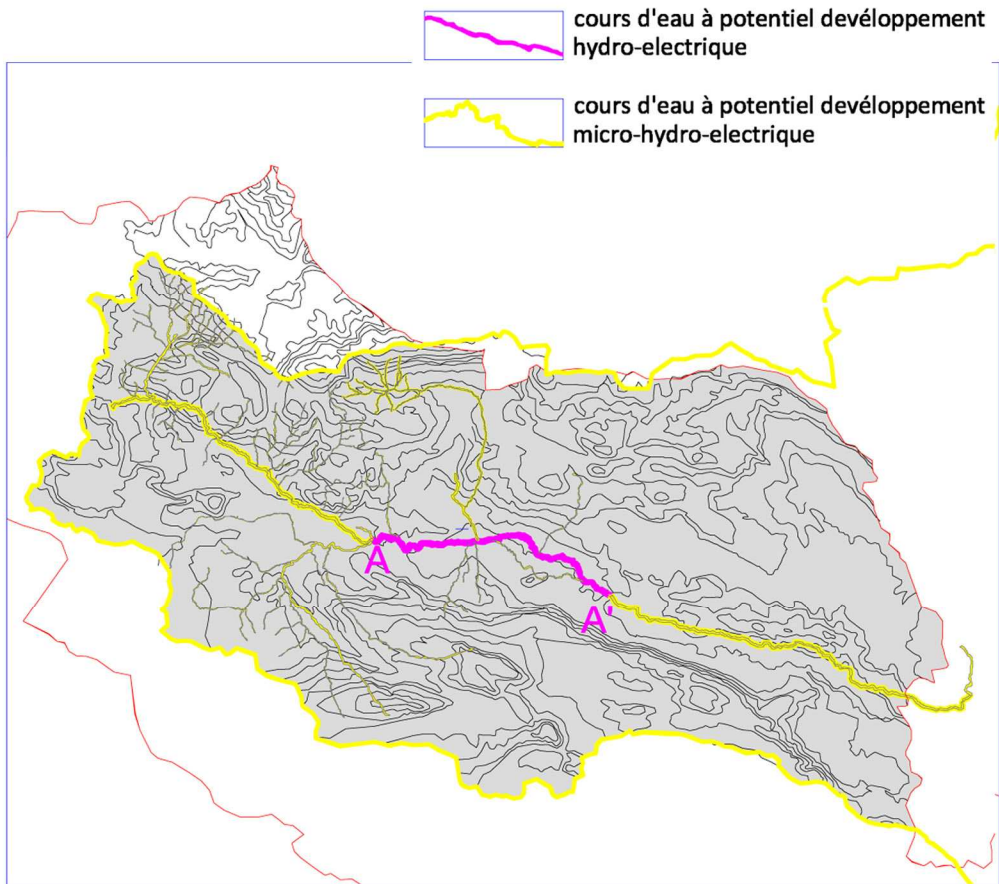 cours d'eau à potentiel devéloppement
hydro-electrique
cours d'eau à potentiel devéloppement
micro-hydro-electrique
A
A'